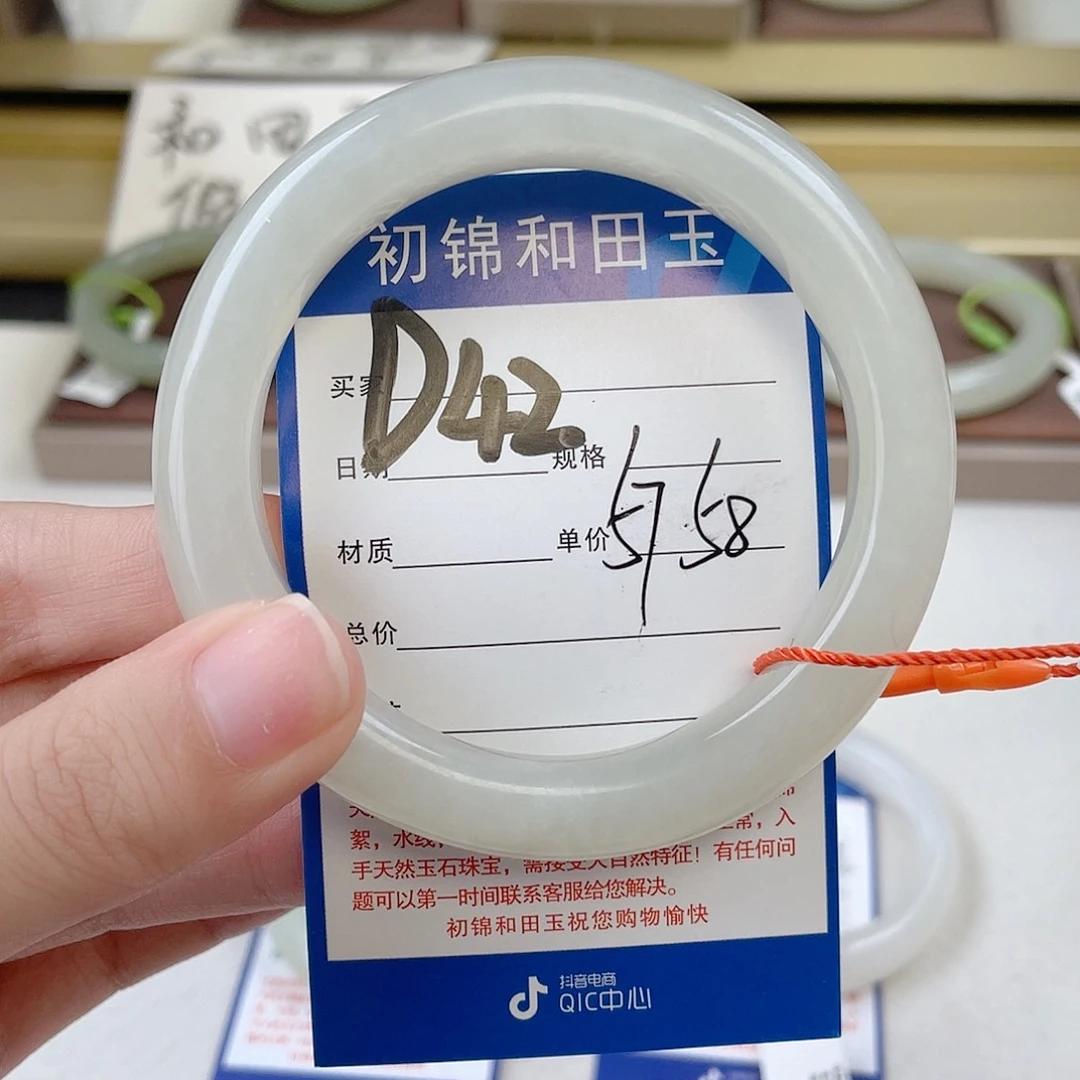 和田
初锦和田玉
D42.
买家
日期
规格
57 58
材质
单价
总价
絮，水线，
常，入
手天然玉石珠宝，需接受大自然特征！有任何问
题可以第一时间联系客服给您解决。
初锦和田玉祝您购物愉快
抖音电商
QIC中心